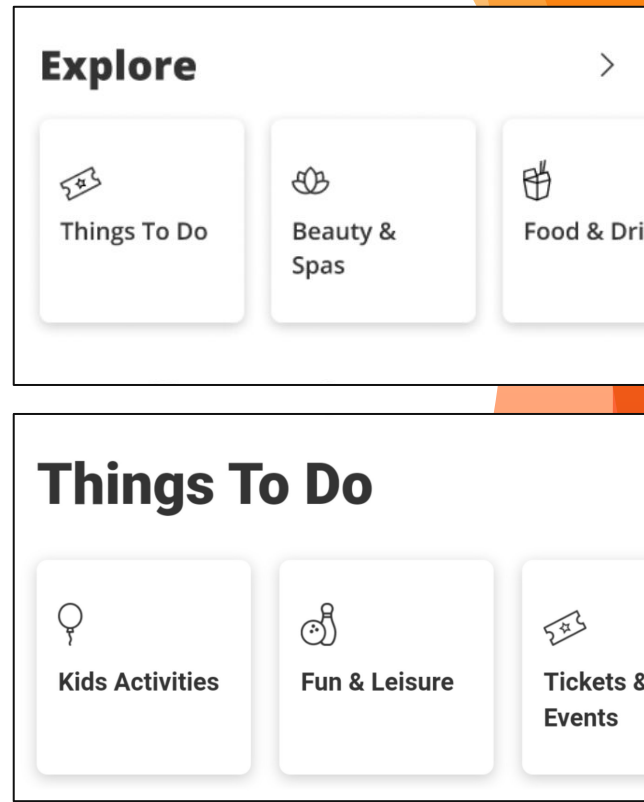 Explore
Things To Do
Beauty &
Spas
Food & Dri
Things To Do
Kids Activities
Fun & Leisure
Tickets &
Events